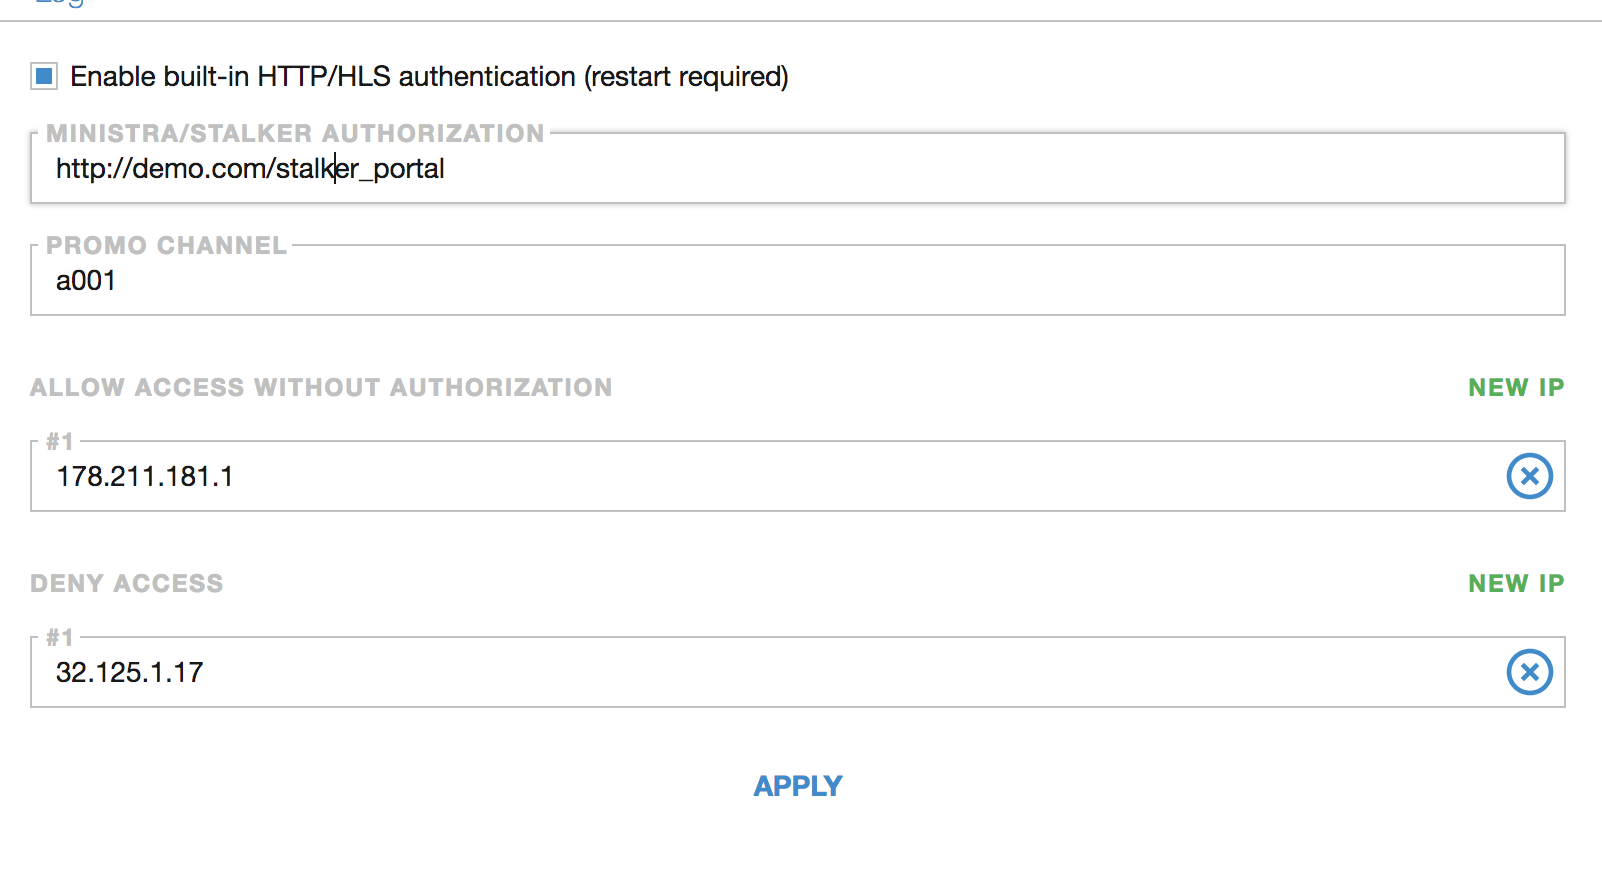 Enable built-in HTTP/HLS authentication (restart required)
MINISTRA/STALKER AUTHORIZATION
http://demo.com/stalker_portal
PROMO CHANNEL
a001
ALLOW ACCESS WITHOUT AUTHORIZATION NEW IP
#1
178.211.181.1
DENY ACCESS NEW IP
#1
32.125.1.17
APPLY